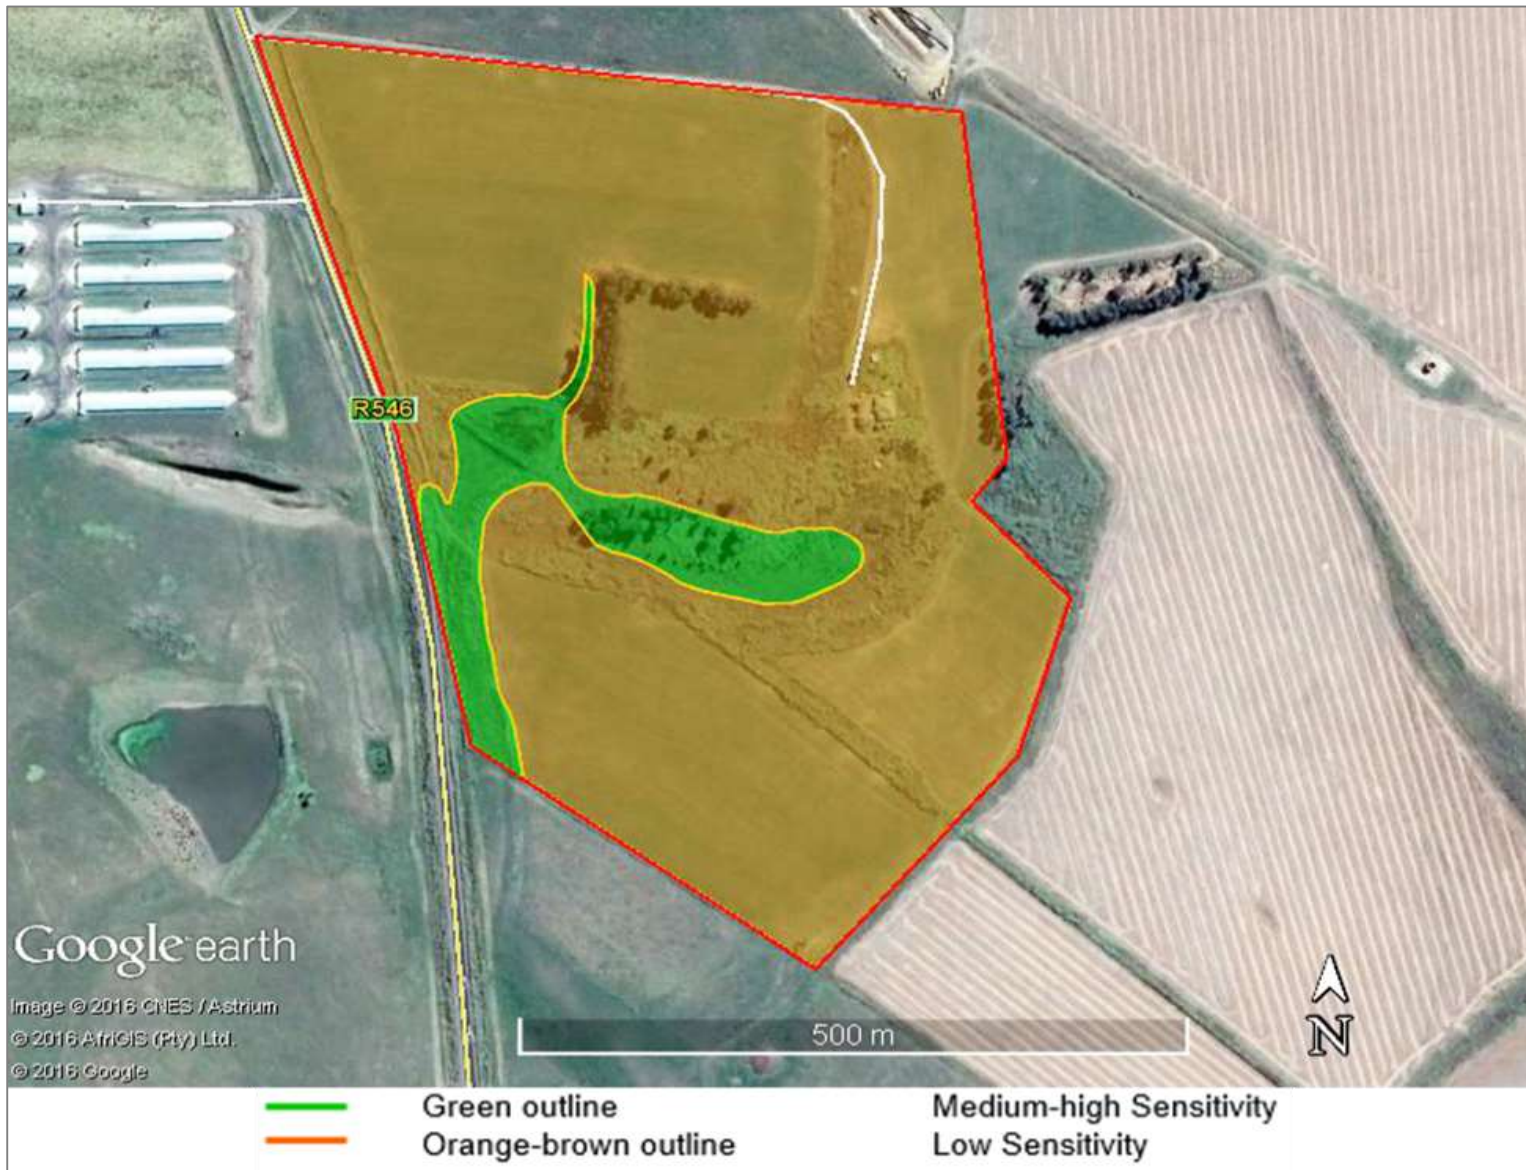 R546
Google earth
Image © 2016 CNES / Astrium
© 2016 AfriGIS (Pty) Ltd.
© 2016 Google
500 m
N
Green outline Medium-high Sensitivity
Orange-brown outline Low Sensitivity